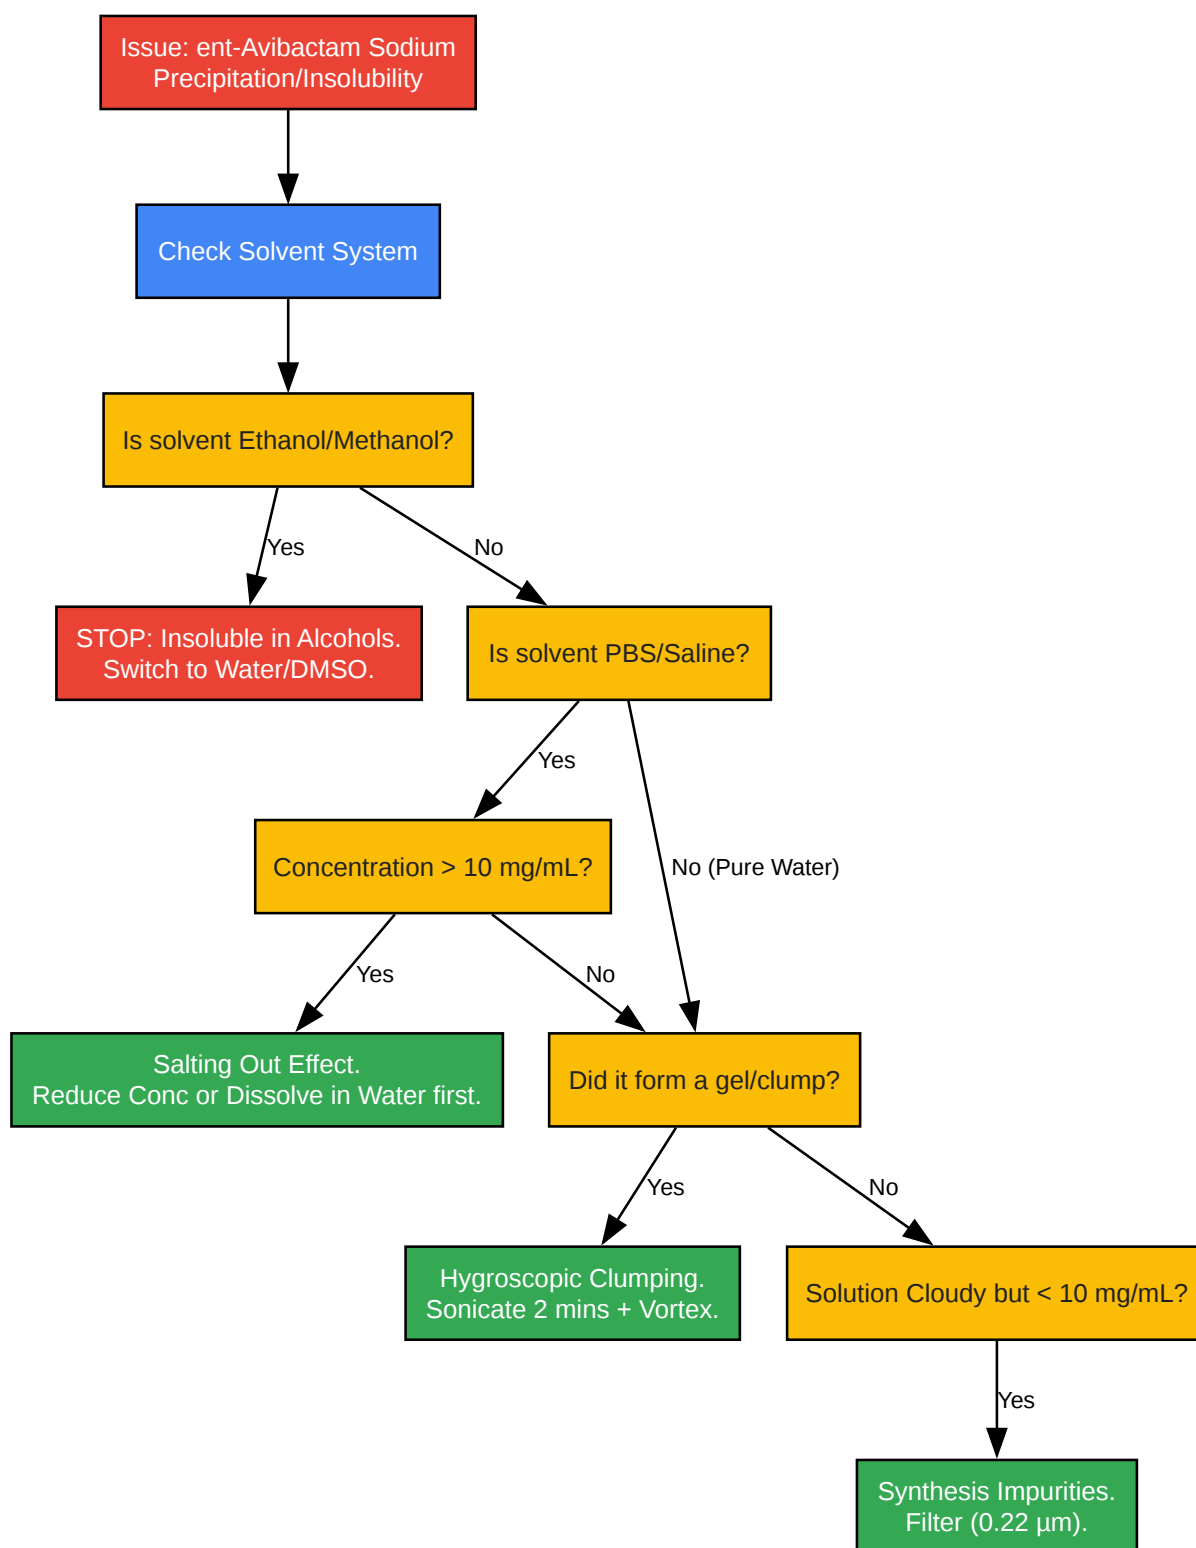 Issue: ent-Avibactam Sodium
Precipitation/Insolubility
Check Solvent System
Is solvent Ethanol/Methanol?
Yes
No
STOP: Insoluble in Alcohols.
Switch to Water/DMSO.
Is solvent PBS/Saline?
Yes
Concentration > 10 mg/mL?
No (Pure Water)
Yes
No
Salting Out Effect.
Reduce Conc or Dissolve in Water first.
Did it form a gel/clump?
Yes
No
Hygroscopic Clumping.
Sonicate 2 mins + Vortex.
Solution Cloudy but < 10 mg/mL?
Yes
Synthesis Impurities.
Filter (0.22 µm).